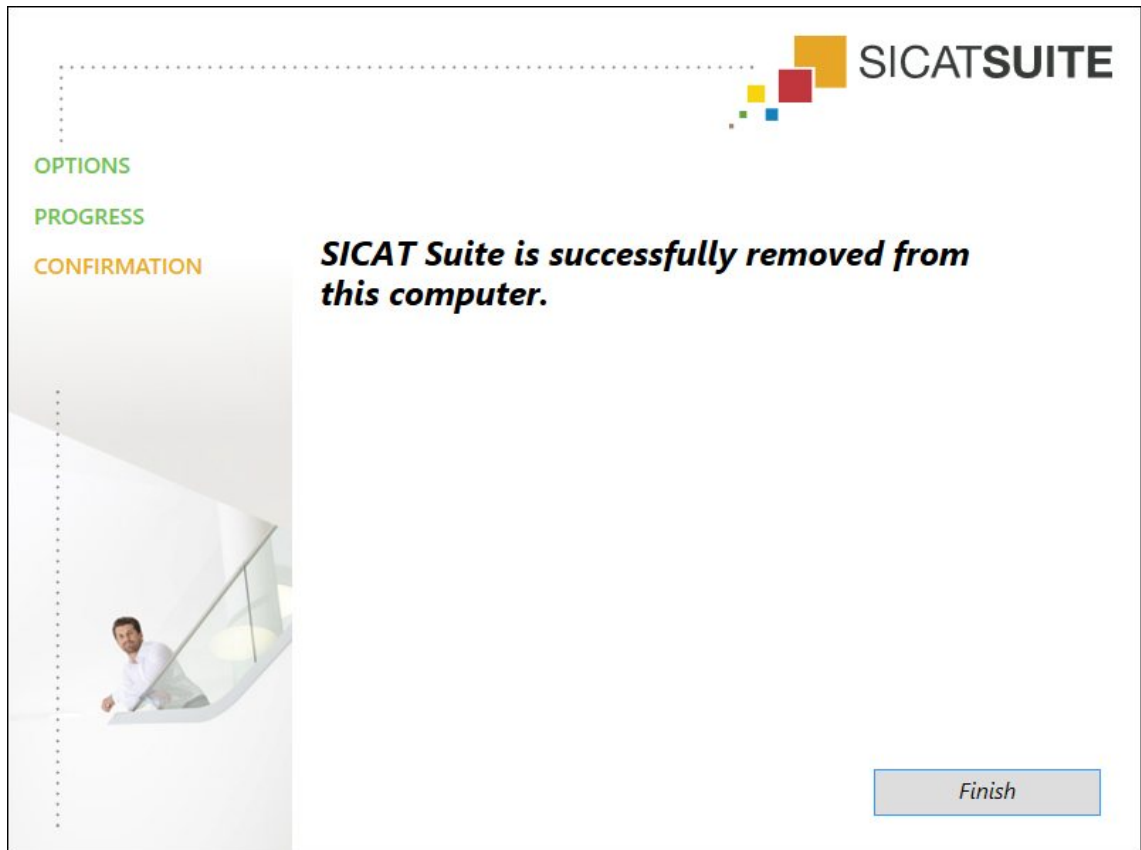 SICATSUITE
OPTIONS
PROGRESS
CONFIRMATION
SICAT Suite is successfully removed from
this computer.
Finish